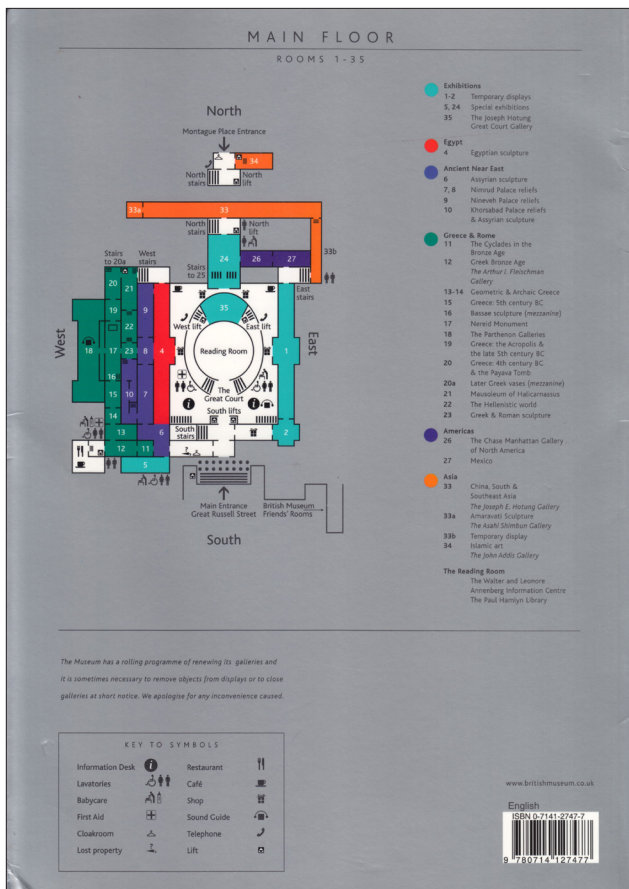 MAIN FLOOR
ROOMS 1-35
North
Montague Place Entrance
34
North stairs
North lift
33a
33
33b
North stairs
North lift
24
26
27
Stairs to 20a
West stairs
Stairs to 25
East stairs
20
21
19
22
9
35
West lift
East lift
West
18
17
23
8
4
Reading Room
1
East
16
10
7
The Great Court
15
14
South lifts
13
6
South stairs
2
12
11
5
Main Entrance
Great Russell Street
British Museum
Friends' Rooms
South
Exhibitions
1-2 Temporary displays
5, 24 Special exhibitions
35 The Joseph Hotung
Great Court Gallery
Egypt
4 Egyptian sculpture
Ancient Near East
6 Assyrian sculpture
7, 8 Nimrud Palace reliefs
9 Nineveh Palace reliefs
10 Khorsabad Palace reliefs
& Assyrian sculpture
Greece & Rome
11 The Cyclades in the
Bronze Age
12 Greek Bronze Age
The Arthur I. Fleischman
Gallery
13-14 Geometric & Archaic Greece
15 Greece: 5th century BC
16 Bassae sculpture (mezzanine)
17 Nereid Monument
18 The Parthenon Galleries
19 Greece: the Acropolis &
the late 5th century BC
20 Greece: 4th century BC
& the Payava Tomb
20a Later Greek vases (mezzanine)
21 Mausoleum of Halicarnassus
22 The Hellenistic world
23 Greek & Roman sculpture
Americas
26 The Chase Manhattan Gallery
of North America
27 Mexico
Asia
33 China, South &
Southeast Asia
The Joseph E. Hotung Gallery
33a Amaravati Sculpture
The Asahi Shimbun Gallery
33b Temporary display
34 Islamic art
The John Addis Gallery
The Reading Room
The Walter and Leonore
Annenberg Information Centre
The Paul Hamlyn Library
The Museum has a rolling programme of renewing its galleries and
it is sometimes necessary to remove objects from displays or to close
galleries at short notice. We apologise for any inconvenience caused.
KEY TO SYMBOLS
Information Desk
Restaurant
Lavatories
Café
Babycare
Shop
First Aid
Sound Guide
Cloakroom
Telephone
Lost property
Lift
www.britishmuseum.co.uk
English
ISBN 0-7141-2747-7
9 780714 127477